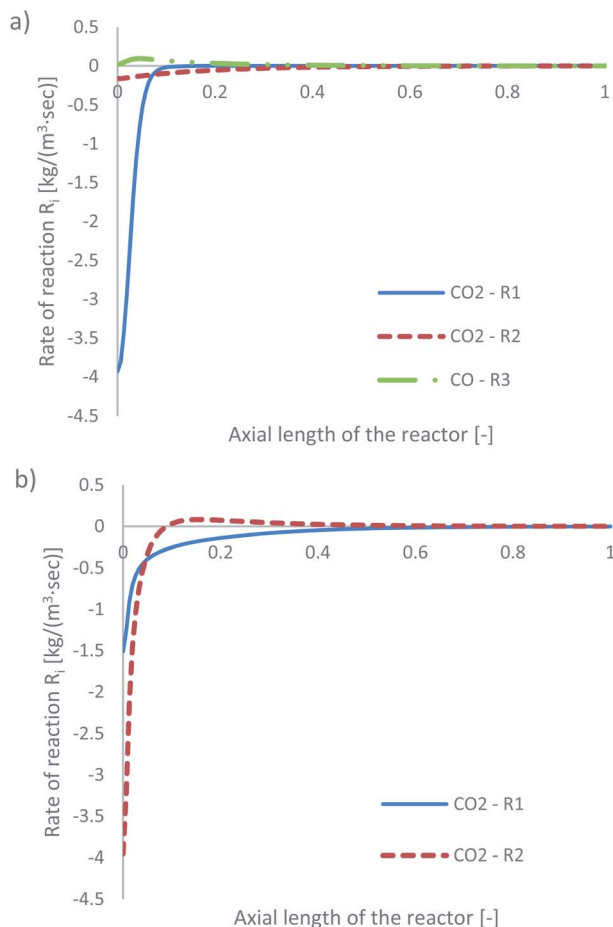 a)
0.5
0
-0.5
-1
-1.5
-2
-2.5
-3
-3.5
-4
-4.5
Rate of reaction Ri [kg/(m³·sec)]
0 0.2 0.4 0.6 0.8 1
CO2 - R1
CO2 - R2
CO - R3
Axial length of the reactor [-]
b)
0.5
0
-0.5
-1
-1.5
-2
-2.5
-3
-3.5
-4
-4.5
Rate of reaction Ri [kg/(m³·sec)]
0 0.2 0.4 0.6 0.8 1
CO2 - R1
CO2 - R2
Axial length of the reactor [-]